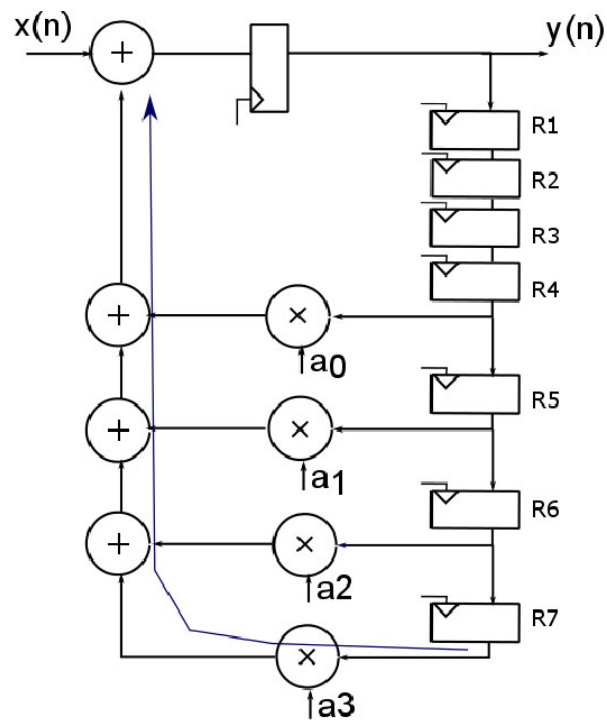 x(n)
y(n)
+
R1
R2
R3
R4
+
×
a0
R5
+
×
a1
R6
+
×
a2
R7
×
a3